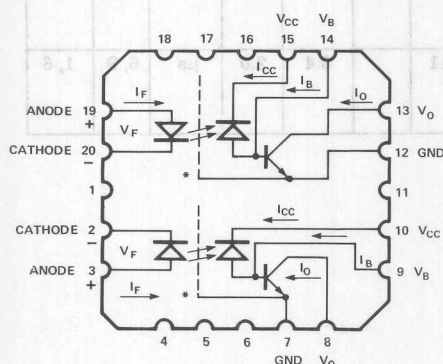 VCC VB
18 17 16 15 14
ICC
IB
ANODE 19 IF IO 13 VO
+
VF
CATHODE 20 12 GND
−
*
1 11
ICC
CATHODE 2 10 VCC
−
VF
IB
ANODE 3 IO 9 VB
+
IF *
4 5 6 7 8
GND VO